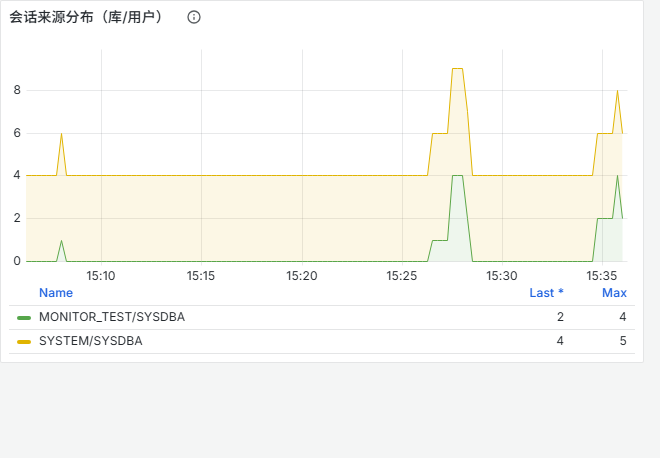 会话来源分布（库/用户）
8
6
4
2
0
15:10 15:15 15:20 15:25 15:30 15:35
Name Last * Max
MONITOR_TEST/SYSDBA 2 4
SYSTEM/SYSDBA 4 5